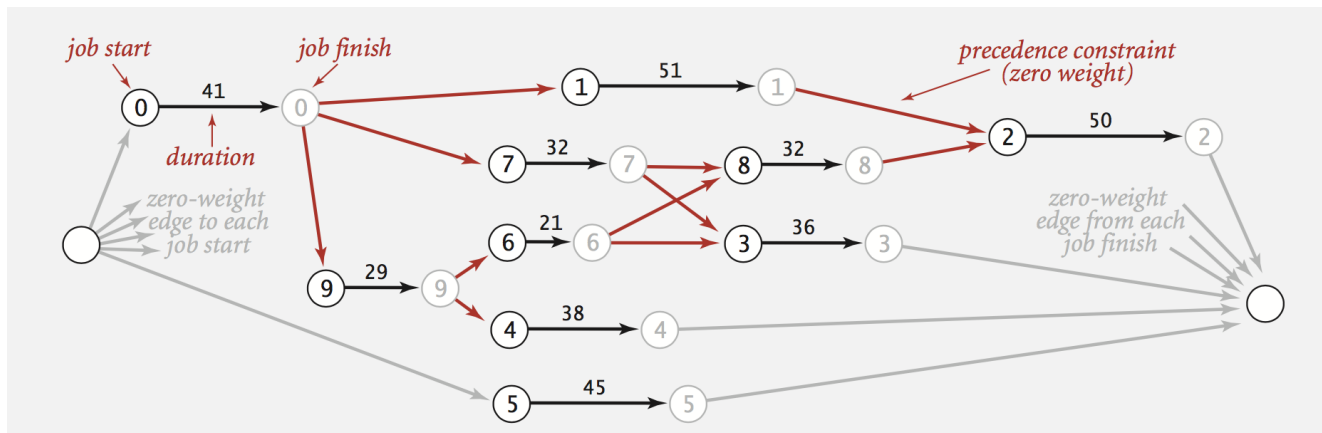 job start
job finish
precedence constraint
(zero weight)
0
41
0
1
51
1
duration
7
32
7
8
32
8
2
50
2
zero-weight
edge to each
job start
zero-weight
edge from each
job finish
6
21
6
3
36
3
9
29
9
4
38
4
5
45
5